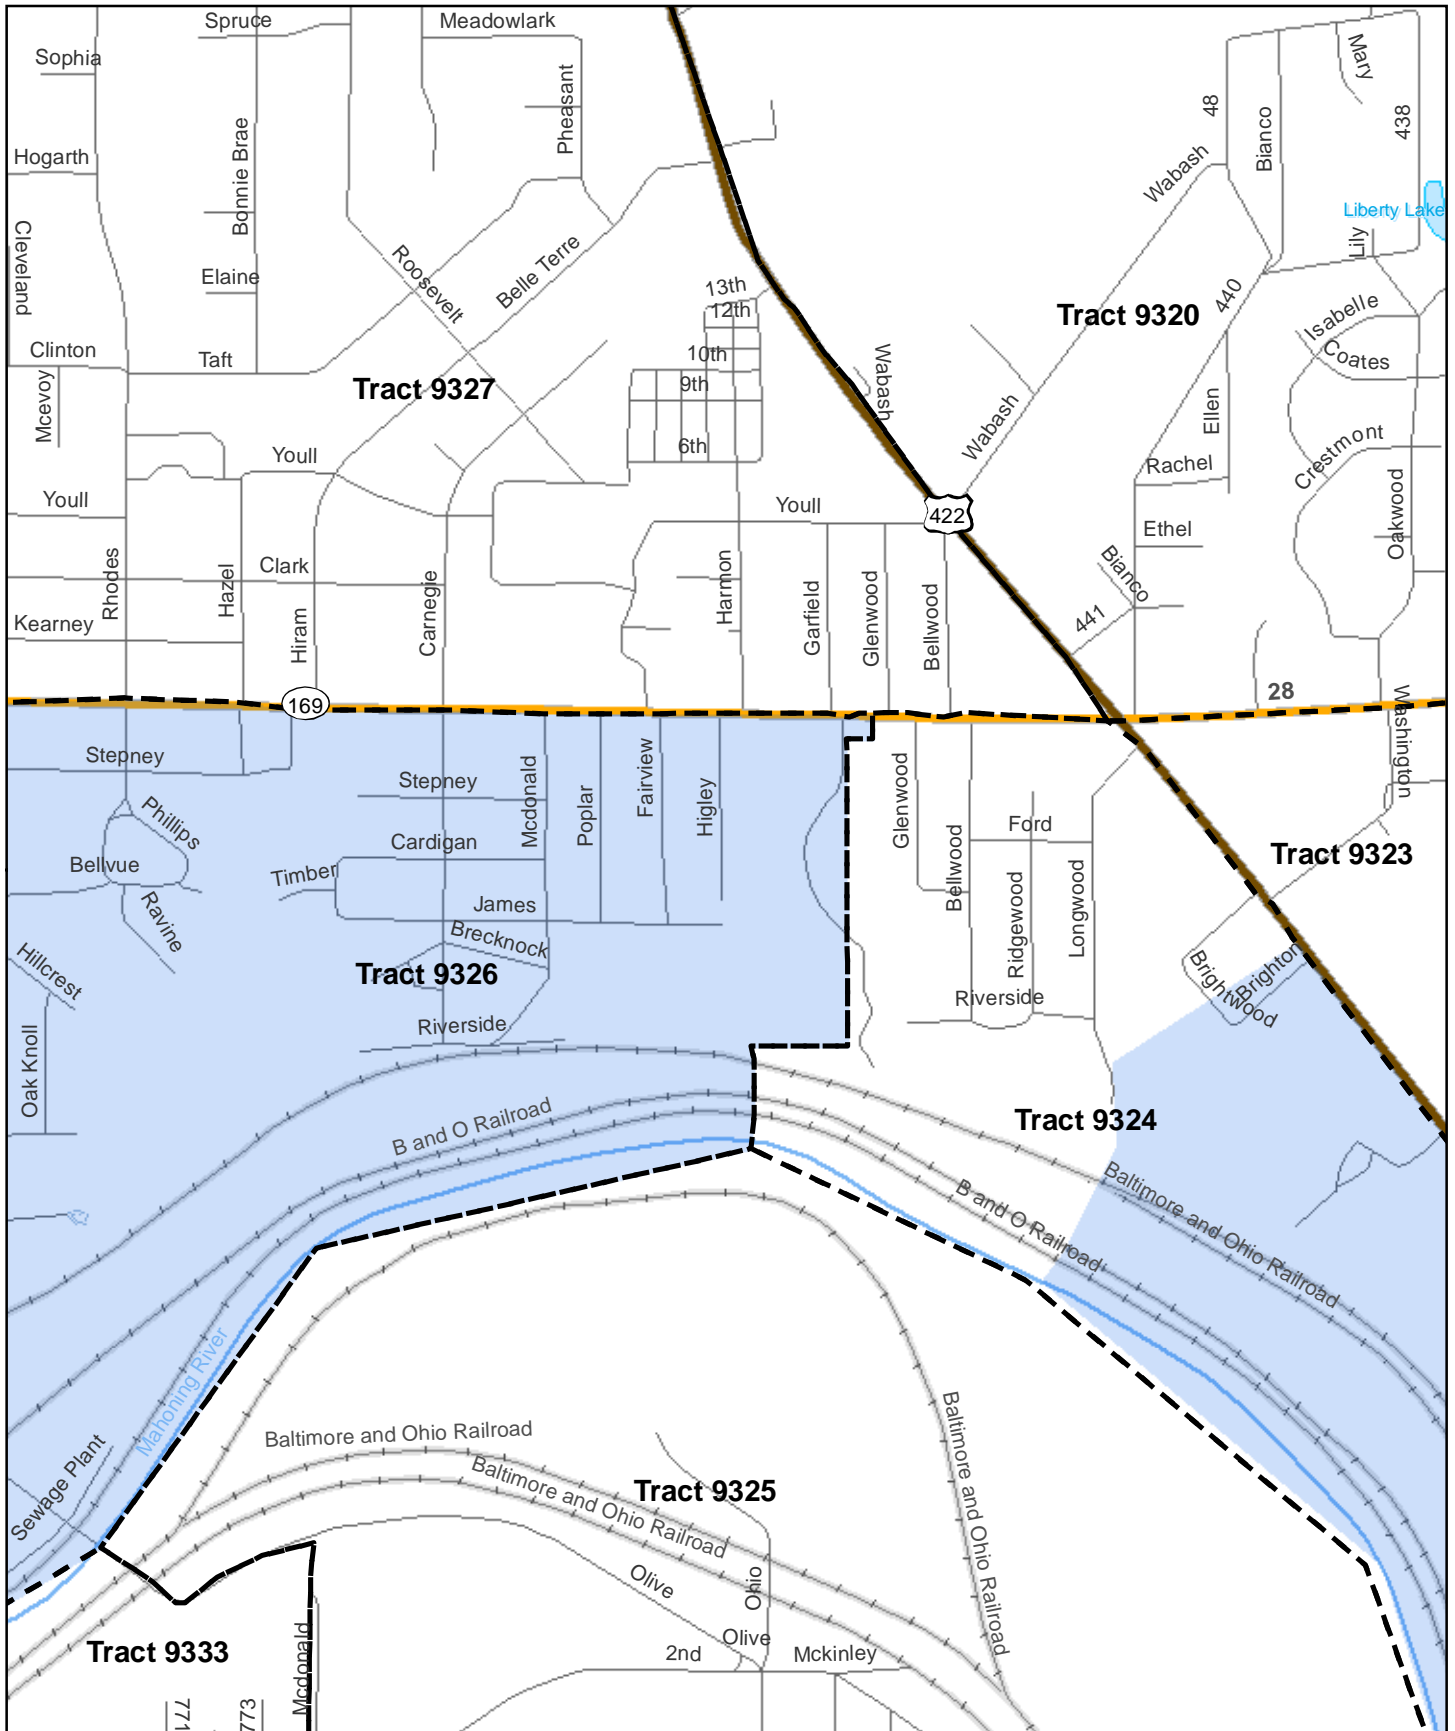 Spruce
Meadowlark
Sophia
Mary
Pheasant
48
438
Bianco
Bonnie Brae
Hogarth
Wabash
Liberty Lake
Cleveland
Lily
Roosevelt
Belle Terre
Elaine
13th
12th
440
Tract 9320
Isabelle
Clinton
Taft
10th
Coates
Wabash
9th
Tract 9327
Mcevoy
Ellen
Wabash
6th
Crestmont
Youll
Rachel
Youll
Youll
422
Oakwood
Ethel
Clark
Rhodes
Hazel
Carnegie
Harmon
Garfield
Glenwood
Bellwood
Bianco
441
Kearney
Hiram
169
28
Washington
Stepney
Stepney
Mcdonald
Poplar
Fairview
Higley
Glenwood
Phillips
Cardigan
Ford
Bellvue
Timber
Bellwood
Tract 9323
James
Ridgewood
Longwood
Ravine
Brecknock
Hillcrest
Tract 9326
Brighton
Brightwood
Riverside
Riverside
Oak Knoll
B and O Railroad
Tract 9324
B and O Railroad
Baltimore and Ohio Railroad
Mahoning River
Baltimore and Ohio Railroad
Baltimore and Ohio Railroad
Sewage Plant
Baltimore and Ohio Railroad
Tract 9325
Olive
Ohio
Olive
Tract 9333
Mcdonald
2nd
Mckinley
771
773